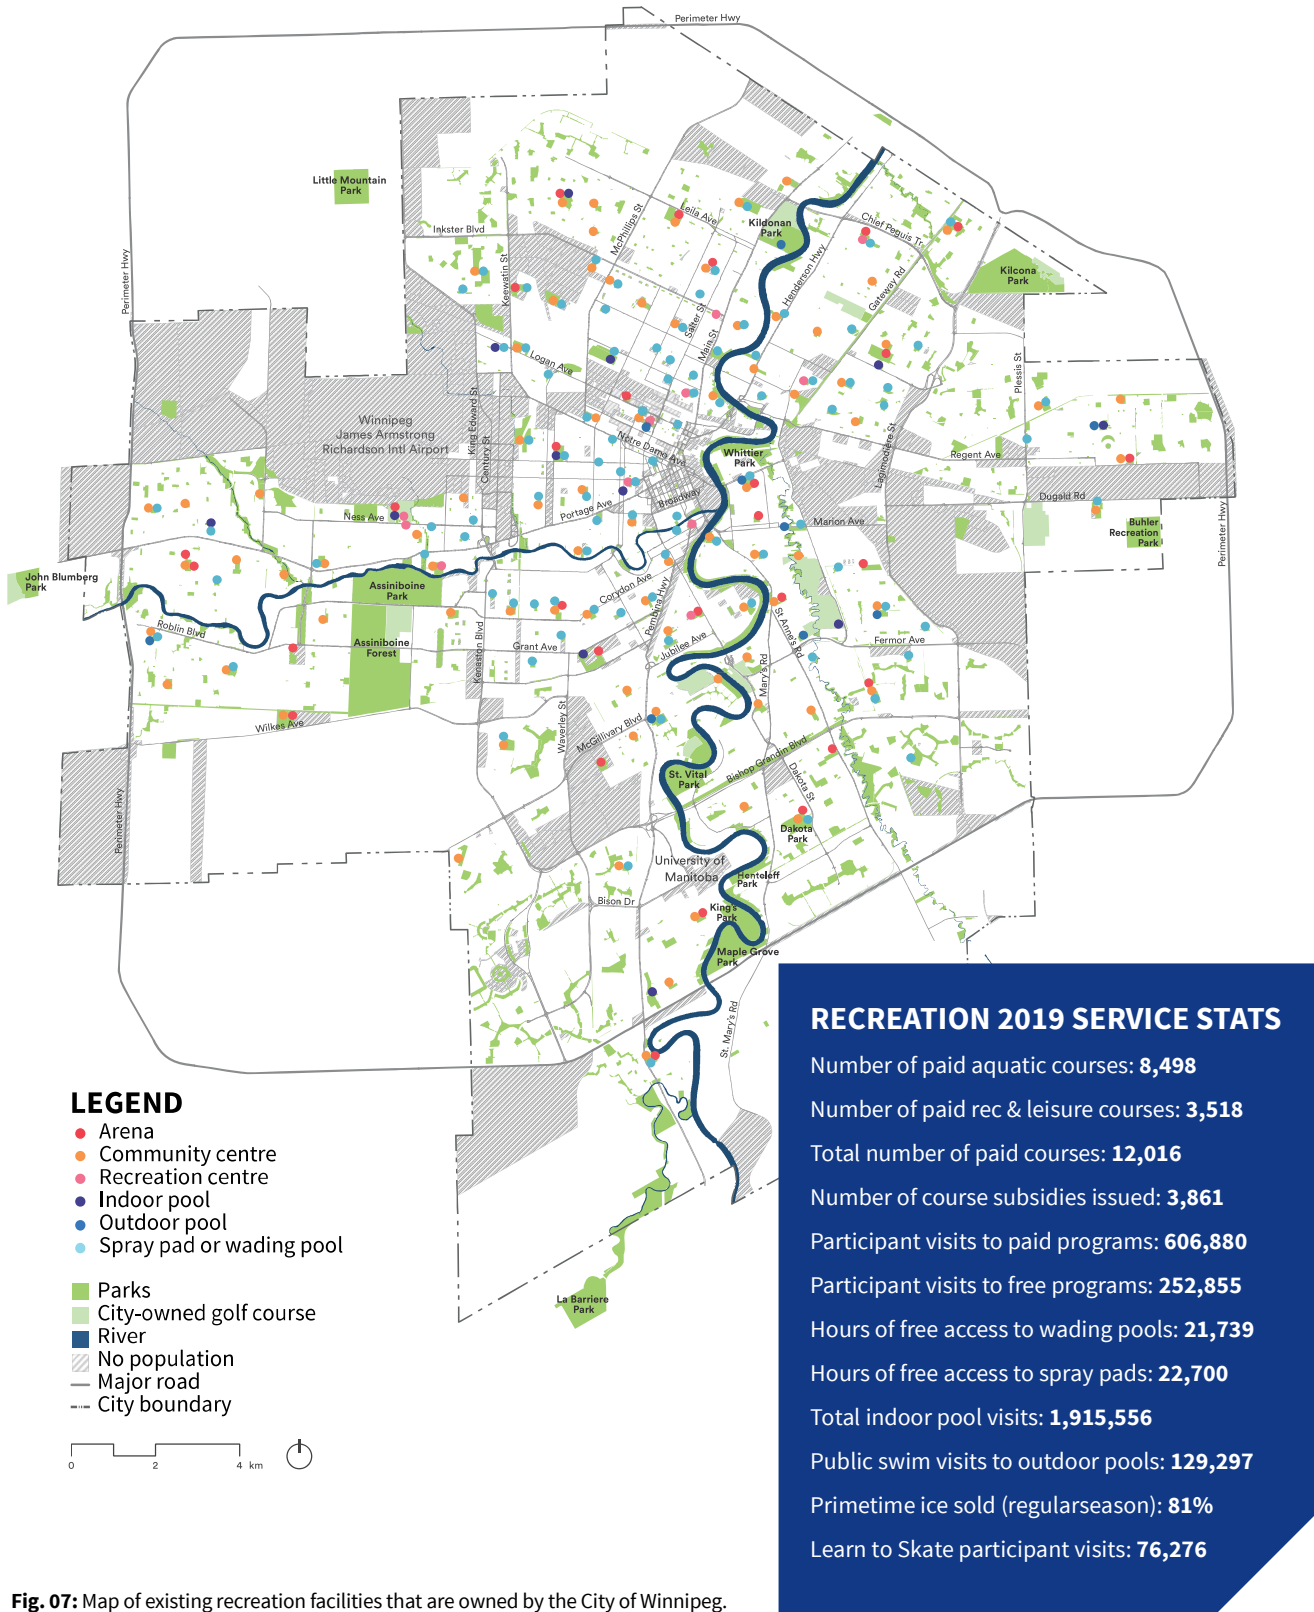 Perimeter Hwy
Little Mountain
Park
Inkster Blvd
McPhillips St
Leila Ave
Kildonan
Park
Chief Peguis Tr
Kilcona
Park
Perimeter Hwy
Keewatin St
Henderson Hwy
Gateway Rd
Salter St
Main St
Logan Ave
Plessis St
Winnipeg
James Armstrong
Richardson Intl Airport
King Edward St
Century St
Notre Dame Ave
Whittier
Park
Lagimodière St
Regent Ave
Dugald Rd
Broadway
Portage Ave
Ness Ave
Marion Ave
Buhler
Recreation
Park
Perimeter Hwy
John Blumberg
Park
Assiniboine
Park
Corydon Ave
Pembina Hwy
Roblin Blvd
Assiniboine
Forest
Kenaston Blvd
Grant Ave
Jubilee Ave
St Anne's Rd
Fermor Ave
Mary's Rd
Wilkes Ave
Waverley St
McGillivary Blvd
St. Vital
Park
Bishop Grandin Blvd
Dakota St
Perimeter Hwy
Dakota
Park
University of
Manitoba
Henteleff
Park
Bison Dr
King's
Park
Maple Grove
Park
St. Mary's Rd
La Barriere
Park
LEGEND
Arena
Community centre
Recreation centre
Indoor pool
Outdoor pool
Spray pad or wading pool
Parks
City-owned golf course
River
No population
Major road
City boundary
0 2 4 km
RECREATION 2019 SERVICE STATS
Number of paid aquatic courses: 8,498
Number of paid rec & leisure courses: 3,518
Total number of paid courses: 12,016
Number of course subsidies issued: 3,861
Participant visits to paid programs: 606,880
Participant visits to free programs: 252,855
Hours of free access to wading pools: 21,739
Hours of free access to spray pads: 22,700
Total indoor pool visits: 1,915,556
Public swim visits to outdoor pools: 129,297
Primetime ice sold (regularseason): 81%
Learn to Skate participant visits: 76,276
Fig. 07: Map of existing recreation facilities that are owned by the City of Winnipeg.